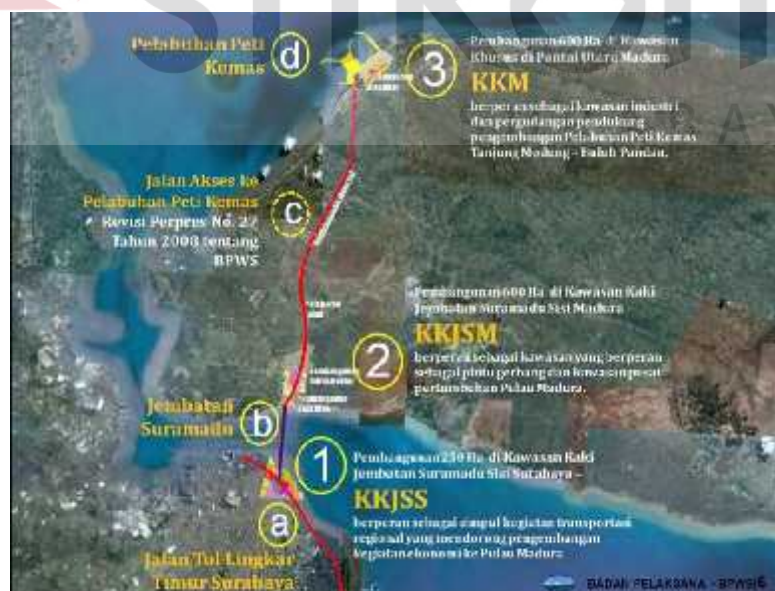 Pelabuhan Peti
Kemas
d
3
Pembangunan 600 Ha di Kawasan
Khusus di Pantai Utara Madura
KKM
berperan sebagai kawasan industri
dan pergudangan pendukung
pengembangan Pelabuhan Peti Kemas
Jalan Akses ke
Pelabuhan Peti Kemas
Revisi Perpres No. 27
Tahun 2008 tentang
BPWS
c
Pembangunan 600 Ha di Kawasan Kaki
Jembatan Suramadu Sisi Madura
KKJSM
2
berperan sebagai kawasan yang berperan
sebagai pintu gerbang dan kawasan pusat
pertumbuhan Pulau Madura.
Jembatan
Suramadu
b
1
Pembangunan 250 Ha di Kawasan Kaki
Jembatan Suramadu Sisi Surabaya –
KKJSS
berperan sebagai simpul kegiatan transportasi
regional yang mendorong pengembangan
kegiatan ekonomi ke Pulau Madura
a
Jalan Tol Lingkar
Timur Surabaya
BADAN PELAKSANA - BPWS|6